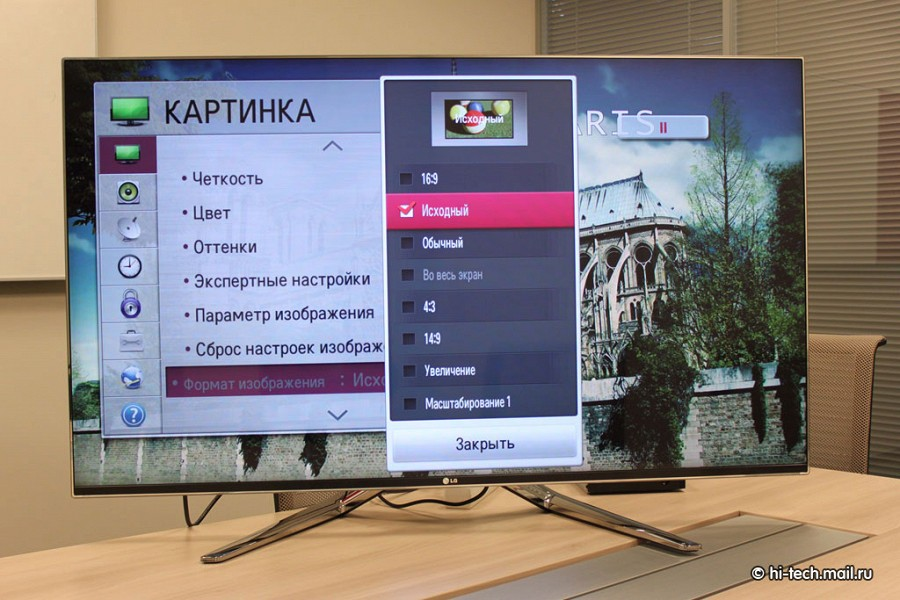 КАРТИНКА
• Четкость
• Цвет
• Оттенки
• Экспертные настройки
• Параметр изображения
• Сброс настроек изображ
• Формат изображения : Исхо
Исходный
16:9
Исходный
Обычный
Во весь экран
4:3
14:9
Увеличение
Масштабирование 1
Закрыть
ARIS
LG
© hi-tech.mail.ru